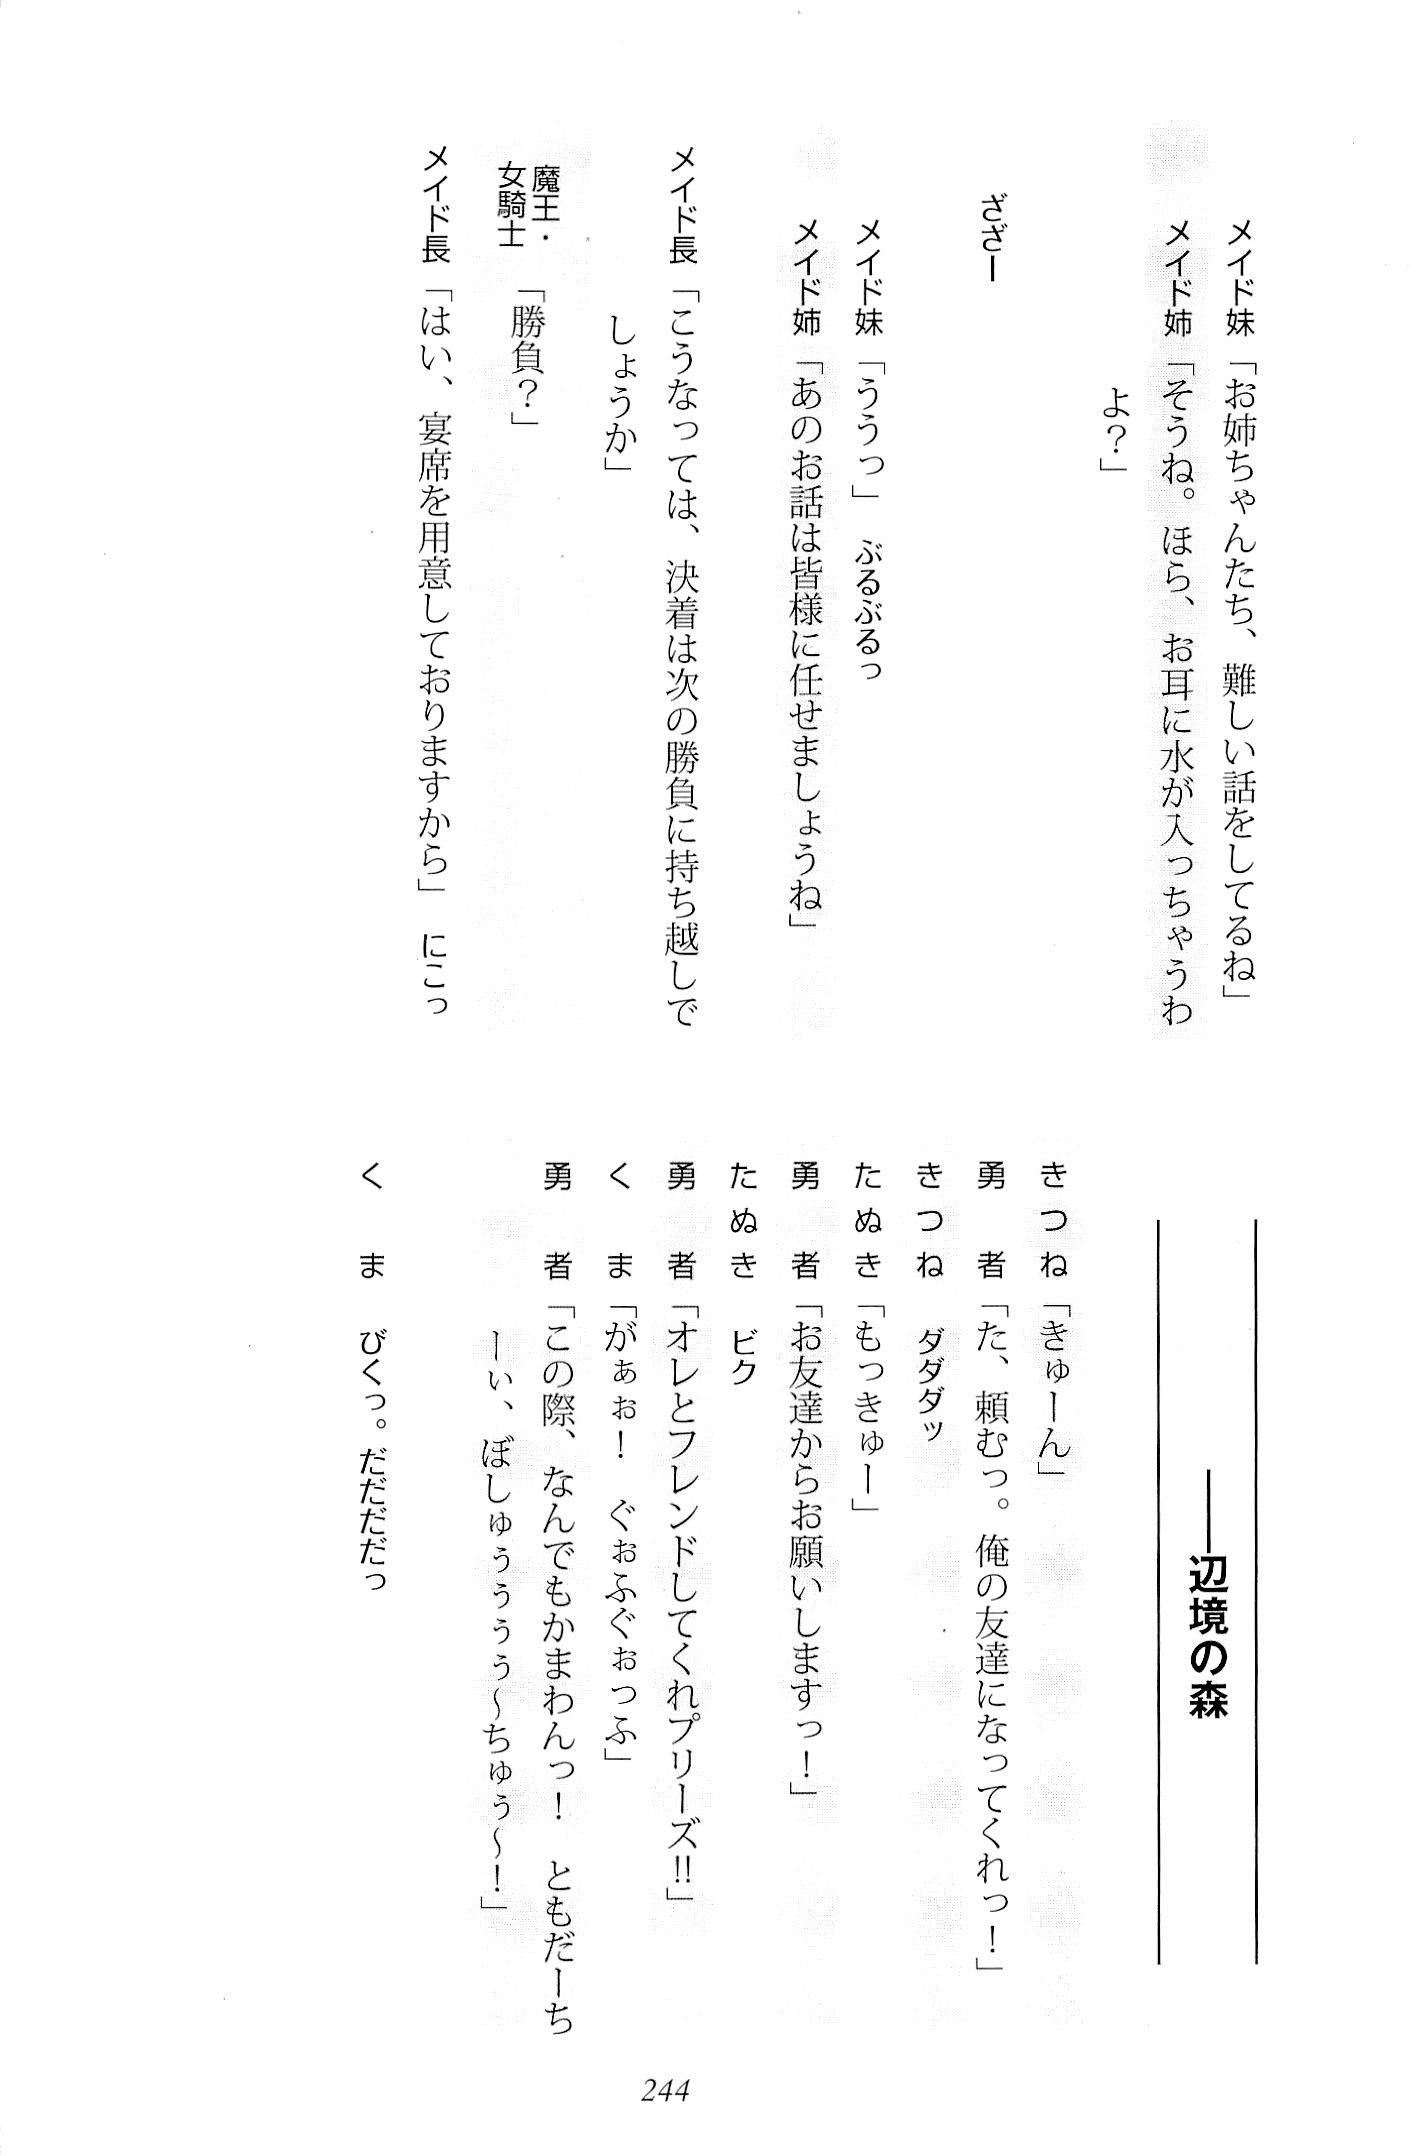 メイド妹「お姉ちゃんたち、難しい話をしてるね」
メイド姉「そうね。ほら、お耳に水が入っちゃうわ
よ？」
ざざー
メイド妹「ううっ」　ぶるぶるっ
メイド姉「あのお話は皆様に任せましょうね」
メイド長「こうなっては、決着は次の勝負に持ち越しで
しょうか」
魔王・
女騎士「勝負？」
メイド長「はい、宴席を用意しておりますから」　にこっ
――辺境の森
きつね「きゅーん」
勇　者「た、頼むっ。俺の友達になってくれっ！」
きつね　ダダダッ
たぬき「もっきゅー」
勇　者「お友達からお願いしますっ！」
たぬき　ビク
勇　者「オレとフレンドしてくれプリーズ!!」
く　ま「がぁぉ！　ぐぉふぐぉっふ」
勇　者「この際、なんでもかまわんっ！　ともだーち
ーぃ、ぼしゅぅぅぅぅ～ちゅぅ～！」
く　ま　びくっ。だだだだっ
244